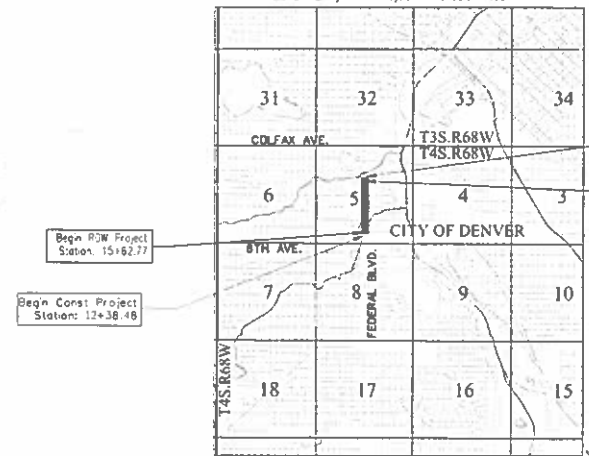 31 32 33 34
COLFAX AVE.
T3S.R68W
T4S.R68W
6 5 4 3
CITY OF DENVER
Begin ROW Project
Station: 15+62.77
6TH AVE.
Begin Const Project
Station: 12+38.48
7 8 9 10
FEDERAL BLVD.
T4S.R68W
18 17 16 15